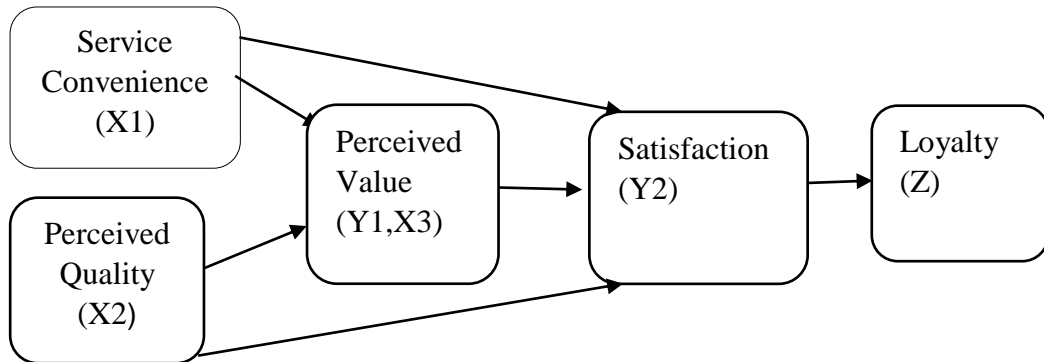 Service
Convenience
(X1)
Perceived
Value
(Y1,X3)
Satisfaction
(Y2)
Loyalty
(Z)
Perceived
Quality
(X2)